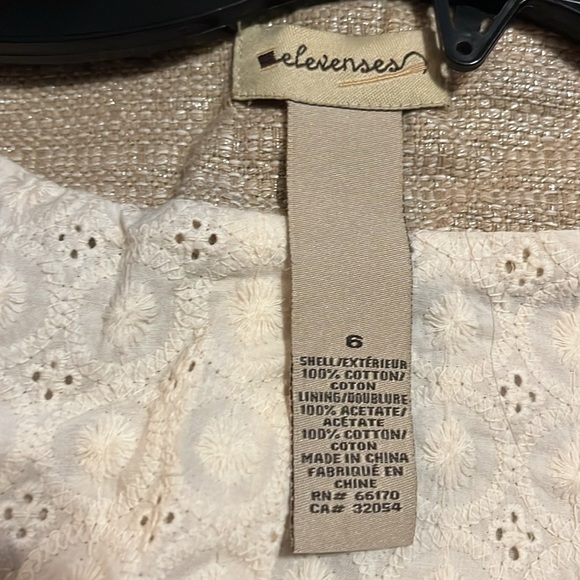 elevenses
6
SHELL/EXTÉRIEUR
100% COTTON/
COTON
LINING/DOUBLURE
100% ACETATE/
ACÉTATE
100% COTTON/
COTON
MADE IN CHINA
FABRIQUÉ EN
CHINE
RN# 66170
CA# 32054